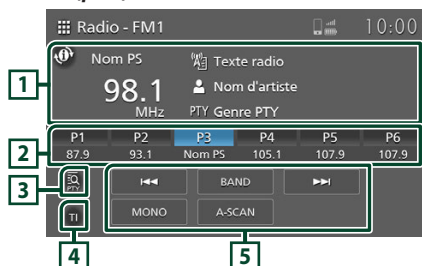 Radio - FM1 10:00
Nom PS Texte radio
98.1 Nom d'artiste
MHz PTY Genre PTY
1
P1 P2 P3 P4 P5 P6
87.9 93.1 Nom PS 105.1 107.9 107.9
2
PTY BAND
3
TI MONO A-SCAN
4 5